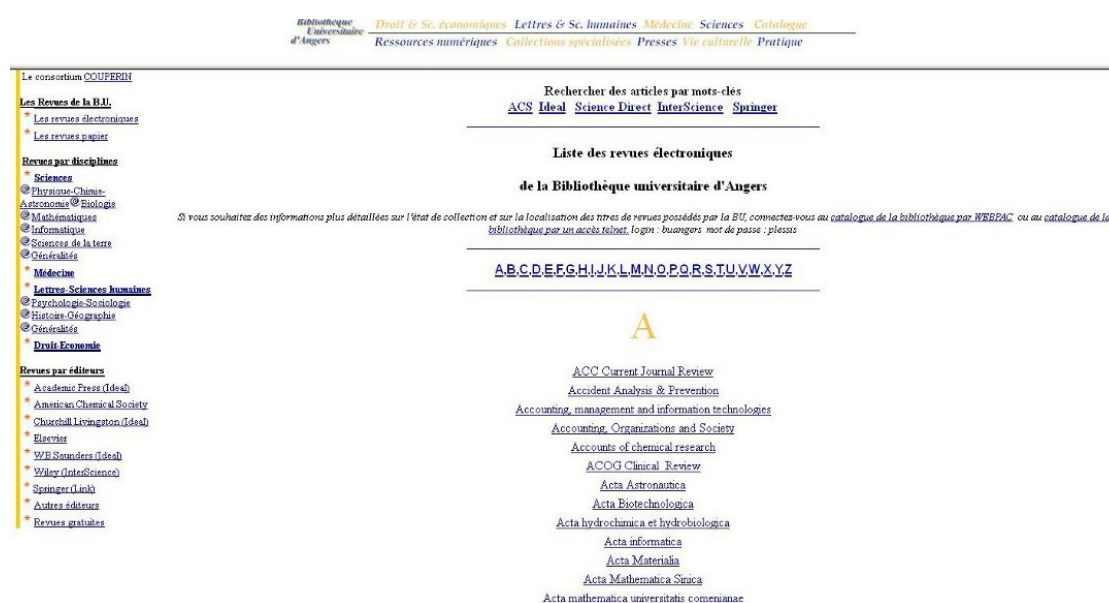 Bibliothèque Universitaire d'Angers
Droit & Sc. économiques Lettres & Sc. humaines Médecine Sciences Catalogue
Ressources numériques Collections spécialisées Presses Vie culturelle Pratique
Le consortium COUPERIN
Les Revues de la B.U.
* Les revues électroniques
* Les revues papier
Revues par disciplines
* Sciences
@Physique-Chimie-
Astronomie@Biologie
@Mathématiques
@Informatique
@Sciences de la terre
@Généralités
* Médecine
* Lettres-Sciences humaines
@Psychologie-Sociologie
@Histoire-Géographie
@Généralités
* Droit-Economie
Revues par éditeurs
* Academic Press (Ideal)
* American Chemical Society
* Churchill Livingston (Ideal)
* Elsevier
* WB Saunders (Ideal)
* Wiley (InterScience)
* Springer (Link)
* Autres éditeurs
* Revues gratuites
Rechercher des articles par mots-clés
ACS Ideal Science Direct InterScience Springer
Liste des revues électroniques
de la Bibliothèque universitaire d'Angers
Si vous souhaitez des informations plus détaillées sur l'état de collection et sur la localisation des titres de revues possédés par la BU, connectez-vous au catalogue de la bibliothèque par WEBPAC ou au catalogue de la
bibliothèque par un accès telnet. login : buangers mot de passe : plessis
A,B,C,D,E,F,G,H,I,J,K,L,M,N,O,P,Q,R,S,T,U,V,W,X,Y,Z
A
ACC Current Journal Review
Accident Analysis & Prevention
Accounting, management and information technologies
Accounting, Organizations and Society
Accounts of chemical research
ACOG Clinical Review
Acta Astronautica
Acta Biotechnologica
Acta hydrochimica et hydrobiologica
Acta informatica
Acta Materialia
Acta Mathematica Sinica
Acta mathematica universitatis comenianae